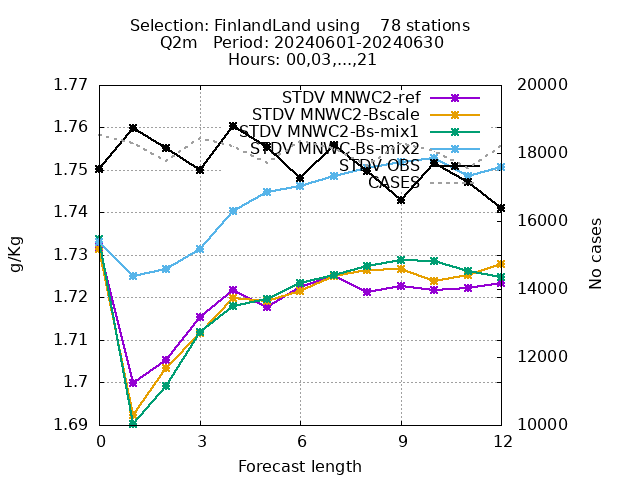 Selection: FinlandLand using    78 stations
Q2m   Period: 20240601-20240630
Hours: 00,03,...,21
1.77
1.76
1.75
1.74
1.73
1.72
1.71
1.7
1.69
20000
18000
16000
14000
12000
10000
STDV MNWC2-ref
STDV MNWC2-Bscale
STDV MNWC2-Bs-mix1
STDV MNWC-Bs-mix2
STDV OBS
CASES
g/Kg
No cases
0
3
6
9
12
Forecast length